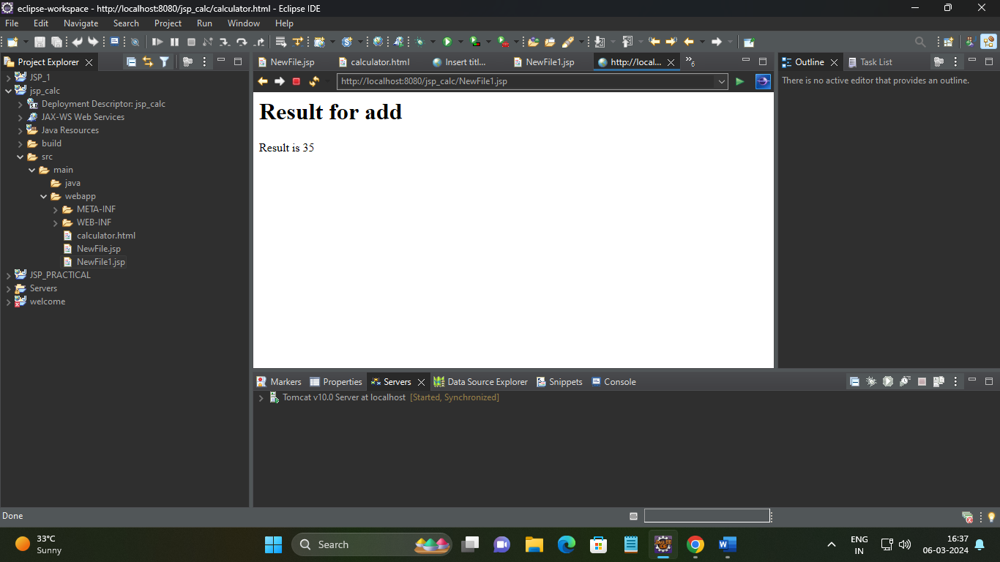 eclipse-workspace - http://localhost:8080/jsp_calc/calculator.html - Eclipse IDE
File Edit Navigate Search Project Run Window Help
Project Explorer
JSP_1
jsp_calc
Deployment Descriptor: jsp_calc
JAX-WS Web Services
Java Resources
build
src
main
java
webapp
META-INF
WEB-INF
calculator.html
NewFile.jsp
NewFile1.jsp
JSP_PRACTICAL
Servers
welcome
NewFile.jsp calculator.html Insert titl... NewFile1.jsp http://local... »6
http://localhost:8080/jsp_calc/NewFile1.jsp
Result for add
Result is 35
Outline Task List
There is no active editor that provides an outline.
Markers Properties Servers Data Source Explorer Snippets Console
Tomcat v10.0 Server at localhost [Started, Synchronized]
Done
33°C
Sunny
Search
ENG
IN
16:37
06-03-2024